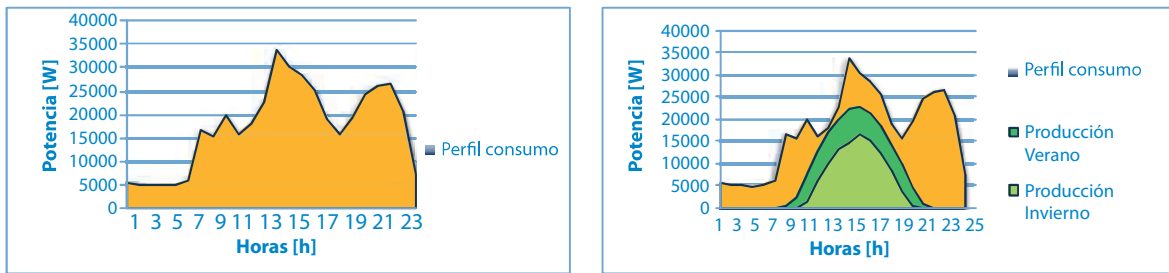 Potencia [W]
40000
35000
30000
25000
20000
15000
10000
5000
0
1 3 5 7 9 11 13 15 17 19 21 23
Horas [h]
Perfil consumo
Potencia [W]
40000
35000
30000
25000
20000
15000
10000
5000
0
1 3 5 7 9 11 13 15 17 19 21 23 25
Horas [h]
Perfil consumo
Producción
Verano
Producción
Invierno